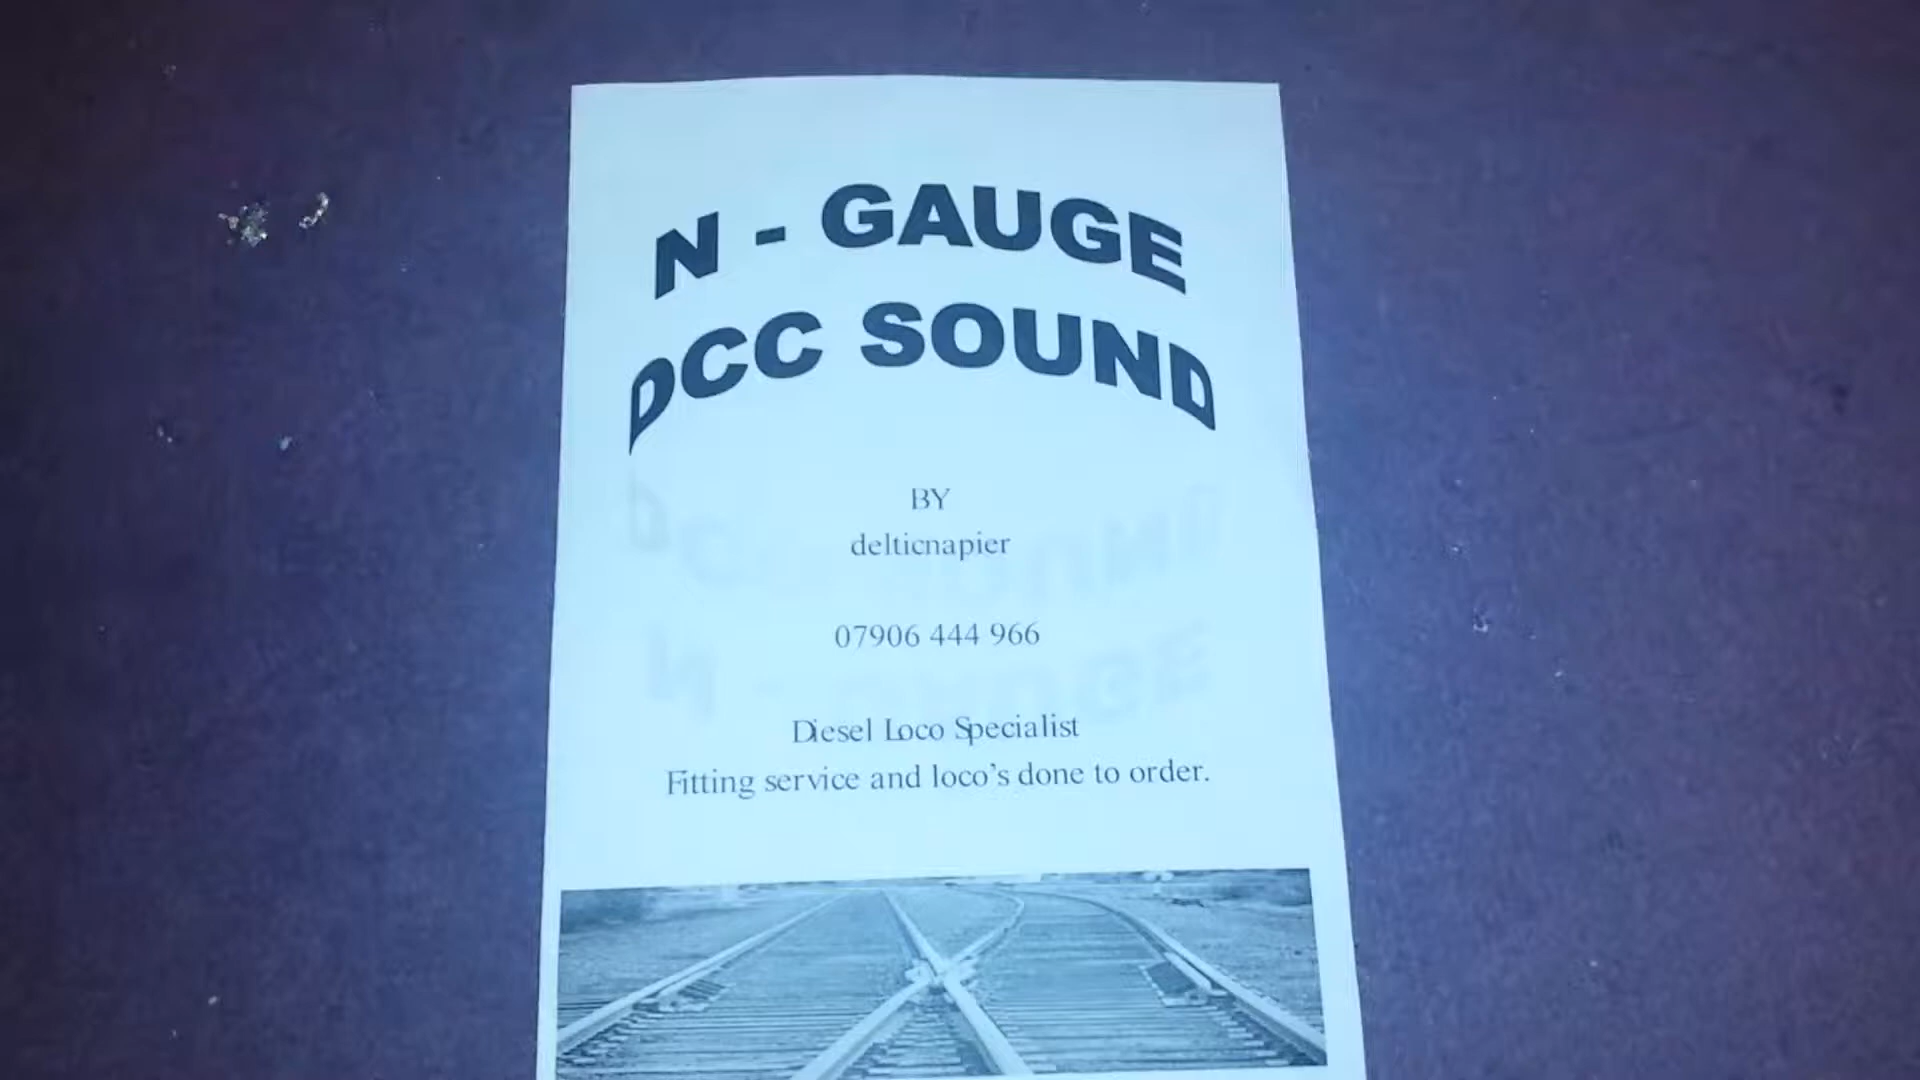 N - GAUGE
DCC SOUND
BY
delticnapier
07906 444 966
Diesel Loco Specialist
Fitting service and loco's done to order.